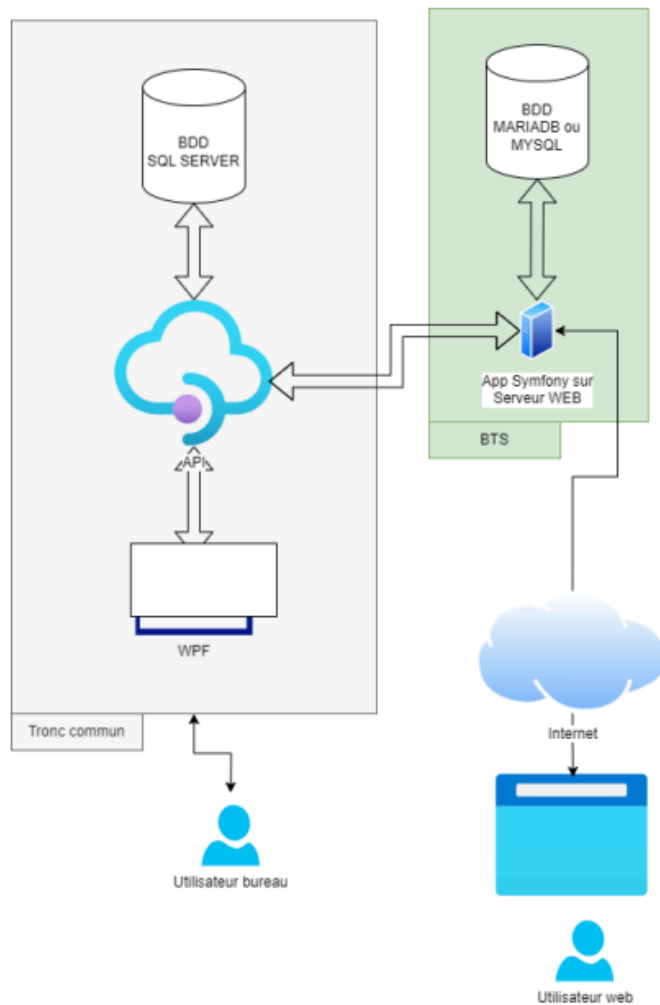 BDD
SQL SERVER
BDD
MARIADB ou
MYSQL
App Symfony sur
Serveur WEB
BTS
API
WPF
Tronc commun
Internet
Utilisateur bureau
Utilisateur web